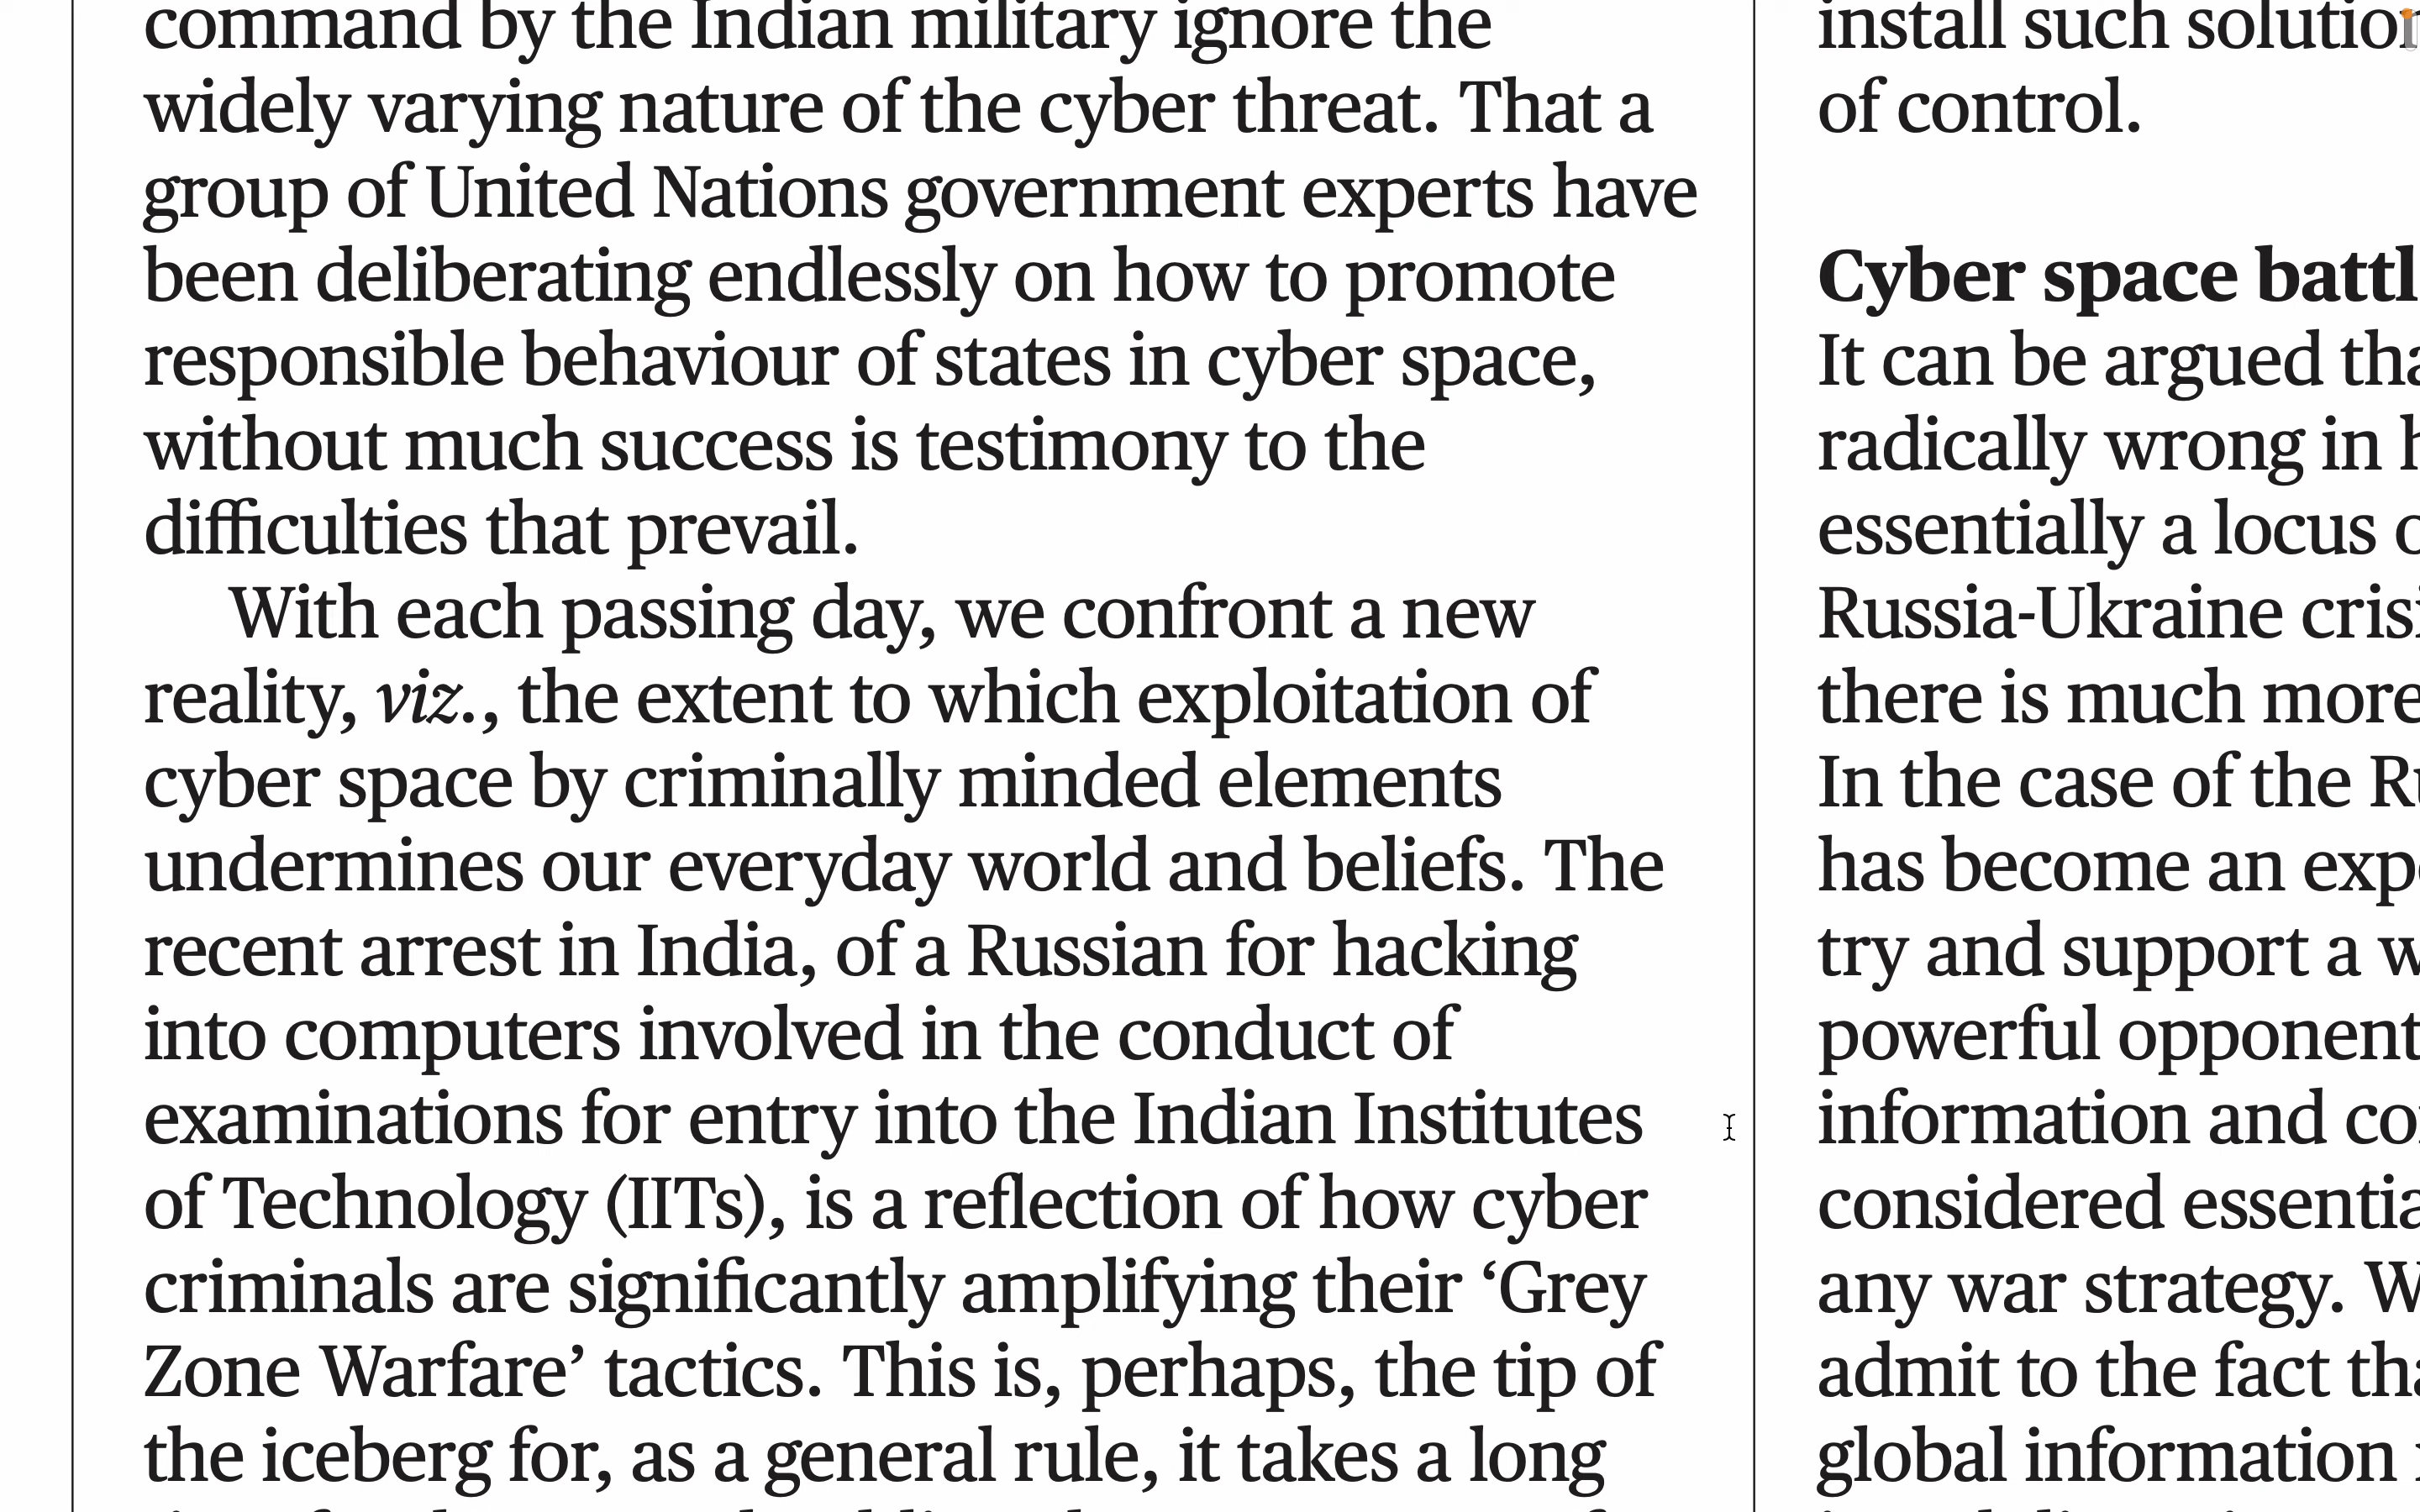 command by the Indian military ignore the
widely varying nature of the cyber threat. That a
group of United Nations government experts have
been deliberating endlessly on how to promote
responsible behaviour of states in cyber space,
without much success is testimony to the
difficulties that prevail.
With each passing day, we confront a new
reality, viz., the extent to which exploitation of
cyber space by criminally minded elements
undermines our everyday world and beliefs. The
recent arrest in India, of a Russian for hacking
into computers involved in the conduct of
examinations for entry into the Indian Institutes
of Technology (IITs), is a reflection of how cyber
criminals are significantly amplifying their ‘Grey
Zone Warfare’ tactics. This is, perhaps, the tip of
the iceberg for, as a general rule, it takes a long
install such
of control.
Cyber space
It can be argued
radically wrong in
essentially a locus
Russia-Ukraine
there is much more
In the case of the
has become an
try and support a
powerful
information and
considered
any war strategy.
admit to the fact
global information